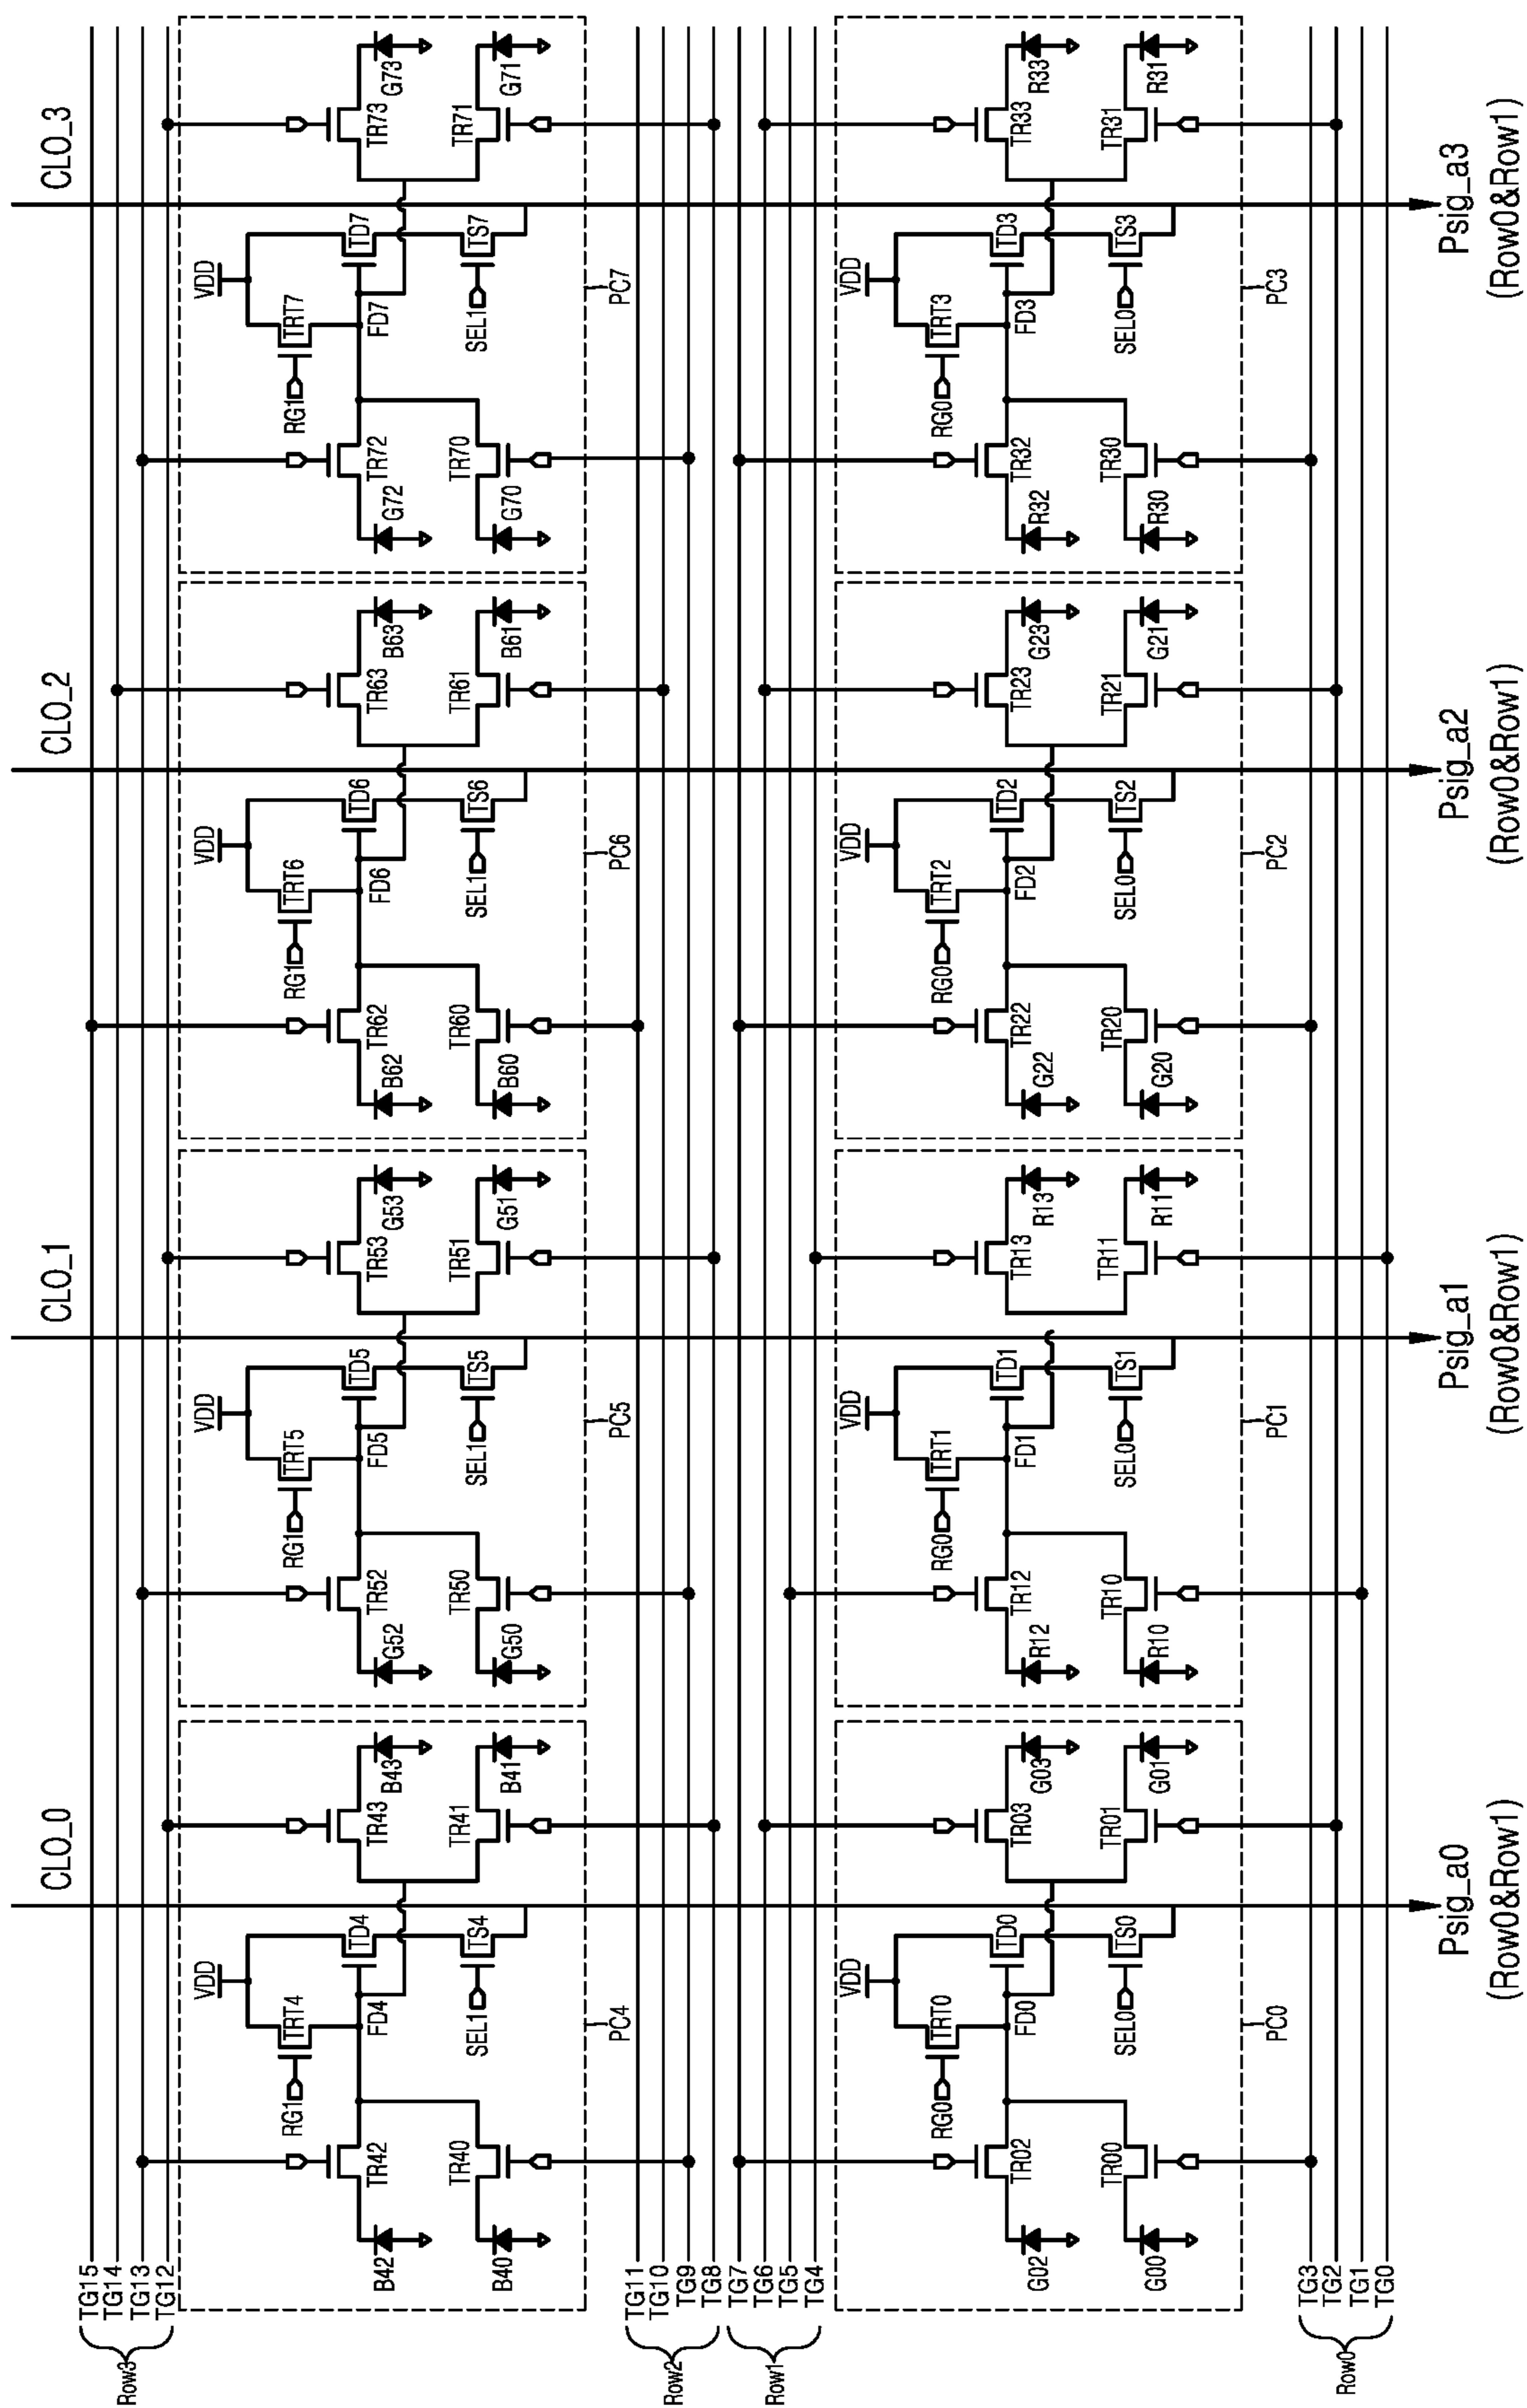 CLO_0
CLO_1
CLO_2
CLO_3
Row3
TG15
TG14
TG13
TG12
VDD
VDD
VDD
VDD
RG1
TRT4
RG1
TRT5
RG1
TRT6
RG1
TRT7
B42
TR42
FD4
TD4
TR43
B43
G52
TR52
FD5
TD5
TR53
G53
B62
TR62
FD6
TD6
TR63
B63
G72
TR72
FD7
TD7
TR73
G73
B40
TR40
SEL1
TS4
TR41
B41
G50
TR50
SEL1
TS5
TR51
G51
B60
TR60
SEL1
TS6
TR61
B61
G70
TR70
SEL1
TS7
TR71
G71
PC4
PC5
PC6
PC7
Row2
TG11
TG10
TG9
TG8
Row1
TG7
TG6
TG5
TG4
VDD
VDD
VDD
VDD
RG0
TRT0
RG0
TRT1
RG0
TRT2
RG0
TRT3
G02
TR02
FD0
TD0
TR03
G03
R12
TR12
FD1
TD1
TR13
R13
G22
TR22
FD2
TD2
TR23
G23
R32
TR32
FD3
TD3
TR33
R33
G00
TR00
SEL0
TS0
TR01
G01
R10
TR10
SEL0
TS1
TR11
R11
G20
TR20
SEL0
TS2
TR21
G21
R30
TR30
SEL0
TS3
TR31
R31
PC0
PC1
PC2
PC3
Row0
TG3
TG2
TG1
TG0
Psig_a0
(Row0&Row1)
Psig_a1
(Row0&Row1)
Psig_a2
(Row0&Row1)
Psig_a3
(Row0&Row1)